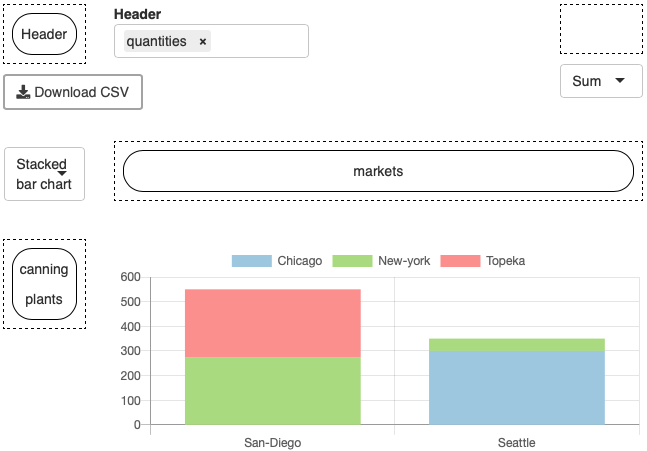 Header
Header
quantities ×
Download CSV
Sum
Stacked
bar chart
markets
canning
plants
Chicago New-york Topeka
600
500
400
300
200
100
0
San-Diego Seattle